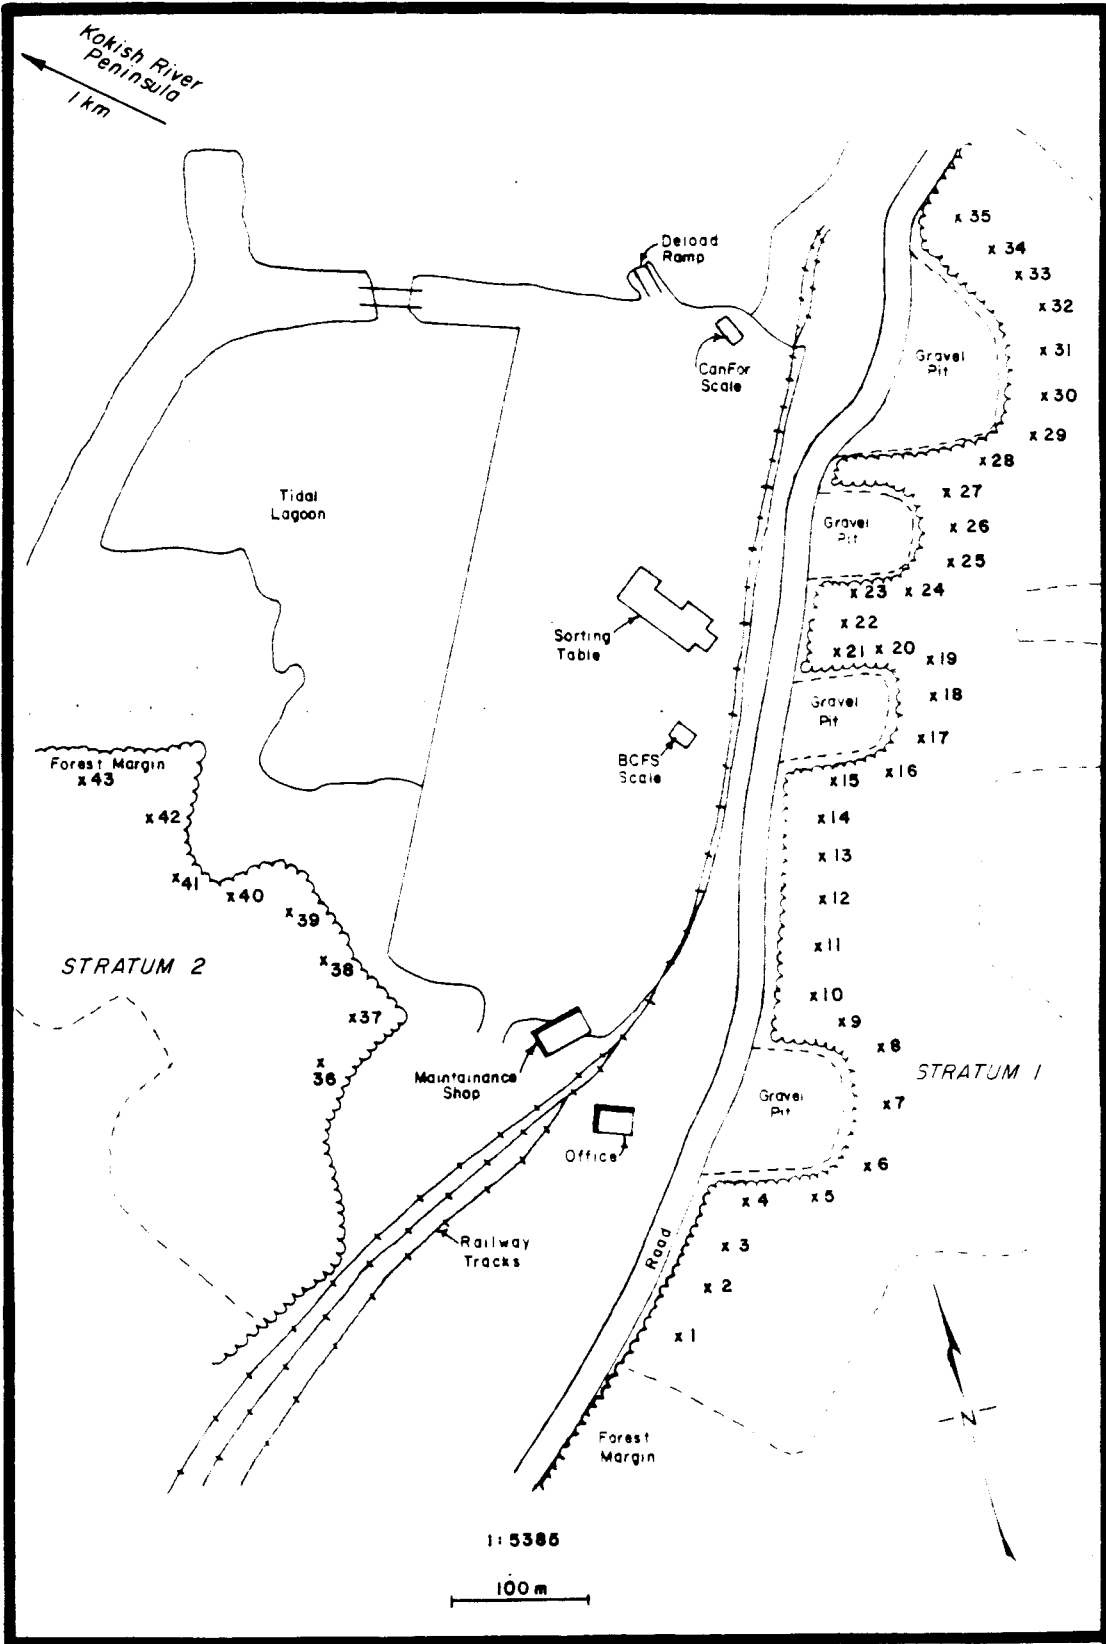 Kokish River
Peninsula
1 km
Deload
Ramp
CanFor
Scale
x 35
x 34
x 33
x 32
x 31
x 30
x 29
x 28
Gravel
Pit
x 27
x 26
x 25
x 24
x 23
Gravel
Pit
Tidal
Lagoon
x 22
x 21
x 20
x 19
x 18
x 17
x 16
x 15
Sorting
Table
Gravel
Pit
BCFS
Scale
Forest Margin
x 43
x 42
x 41
x 40
x 39
x 38
x 37
x
36
STRATUM 2
x 14
x 13
x 12
x 11
x 10
x 9
x 8
x 7
x 6
x 5
x 4
x 3
x 2
x 1
STRATUM 1
Gravel
Pit
Maintainance
Shop
Office
Railway
Tracks
Road
Forest
Margin
N
1:5385
100 m